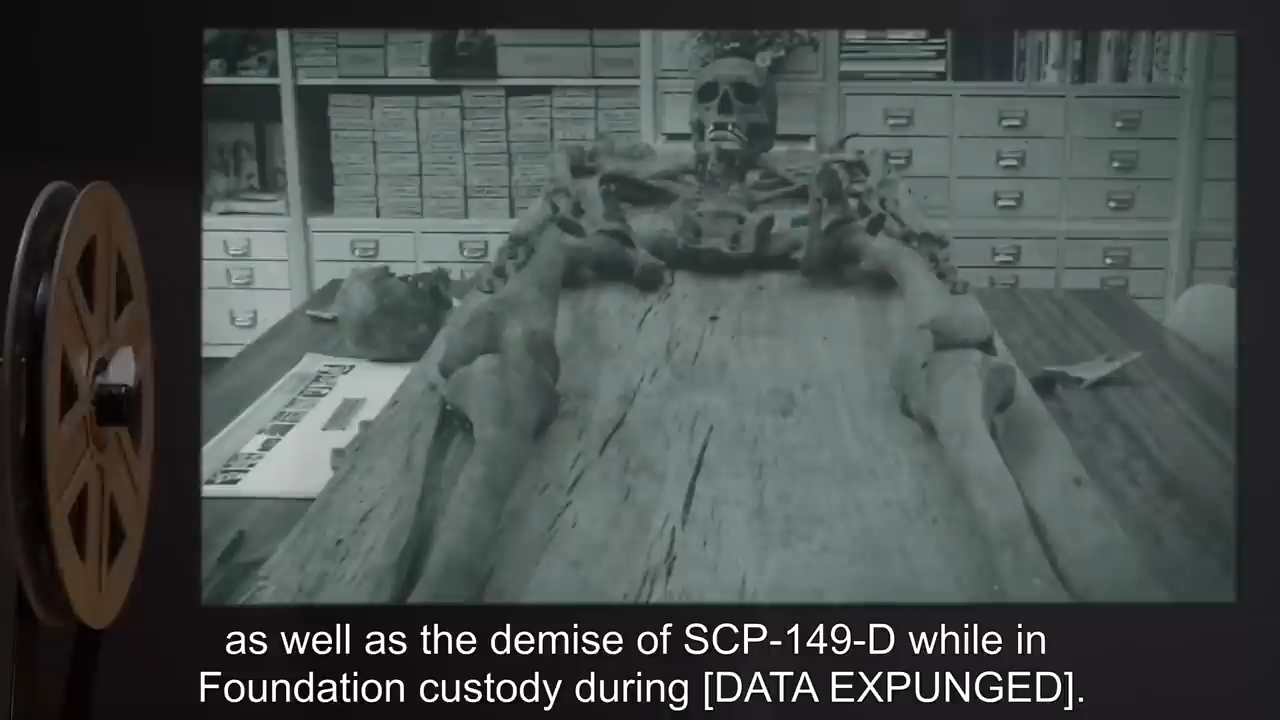 as well as the demise of SCP-149-D while in
Foundation custody during [DATA EXPUNGED].